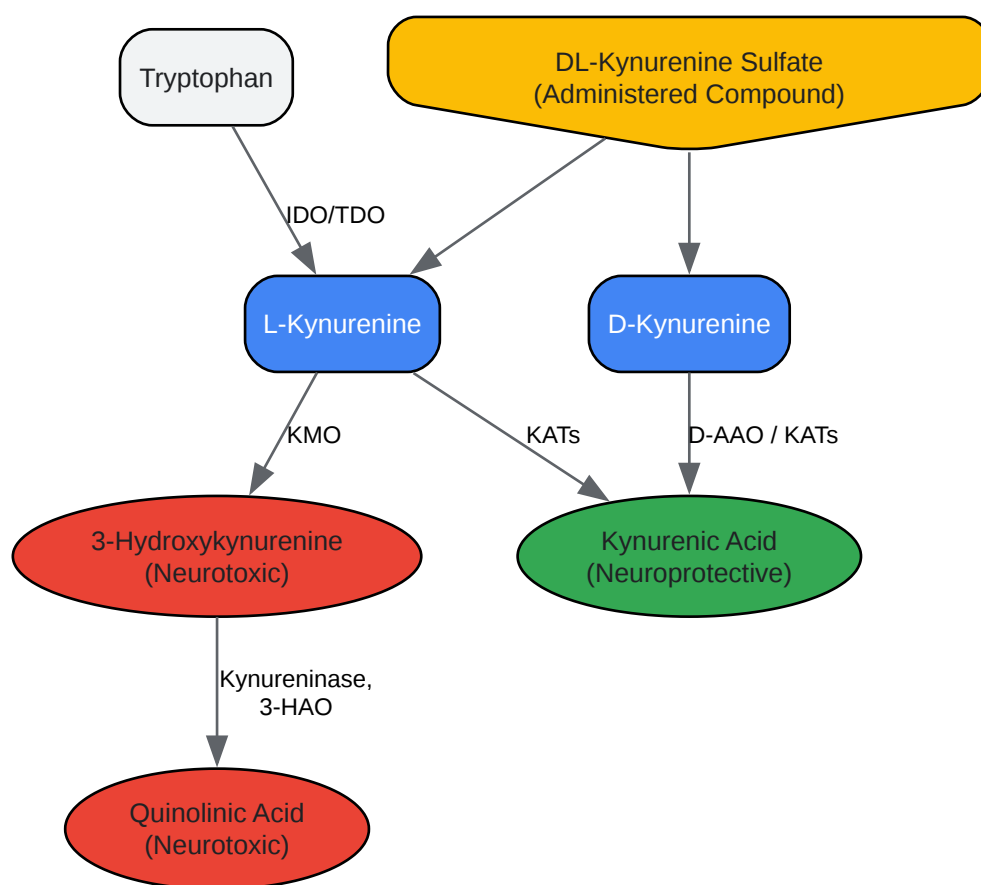 Tryptophan
DL-Kynurenine Sulfate
(Administered Compound)
IDO/TDO
L-Kynurenine
D-Kynurenine
KMO
KATs
D-AAO / KATs
3-Hydroxykynurenine
(Neurotoxic)
Kynurenic Acid
(Neuroprotective)
Kynureninase,
3-HAO
Quinolinic Acid
(Neurotoxic)